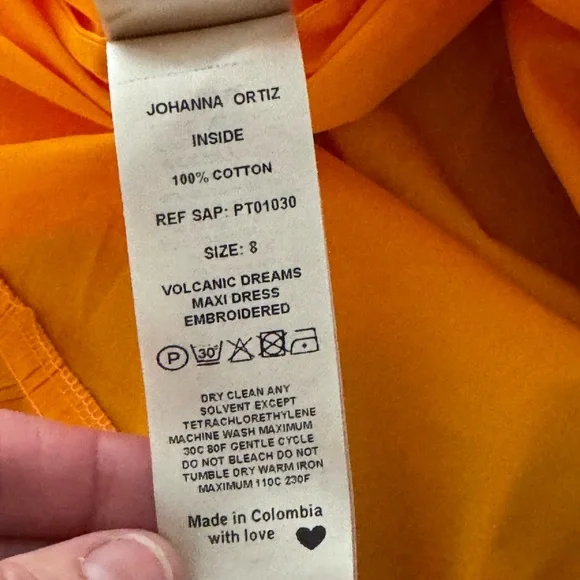 JOHANNA ORTIZ
INSIDE
100% COTTON
REF SAP: PT01030
SIZE: 8
VOLCANIC DREAMS
MAXI DRESS
EMBROIDERED
P 30°
DRY CLEAN ANY
SOLVENT EXCEPT
TETRACHLORETHYLENE
MACHINE WASH MAXIMUM
30C 80F GENTLE CYCLE
DO NOT BLEACH DO NOT
TUMBLE DRY WARM IRON
MAXIMUM 110C 230F
Made in Colombia
with love